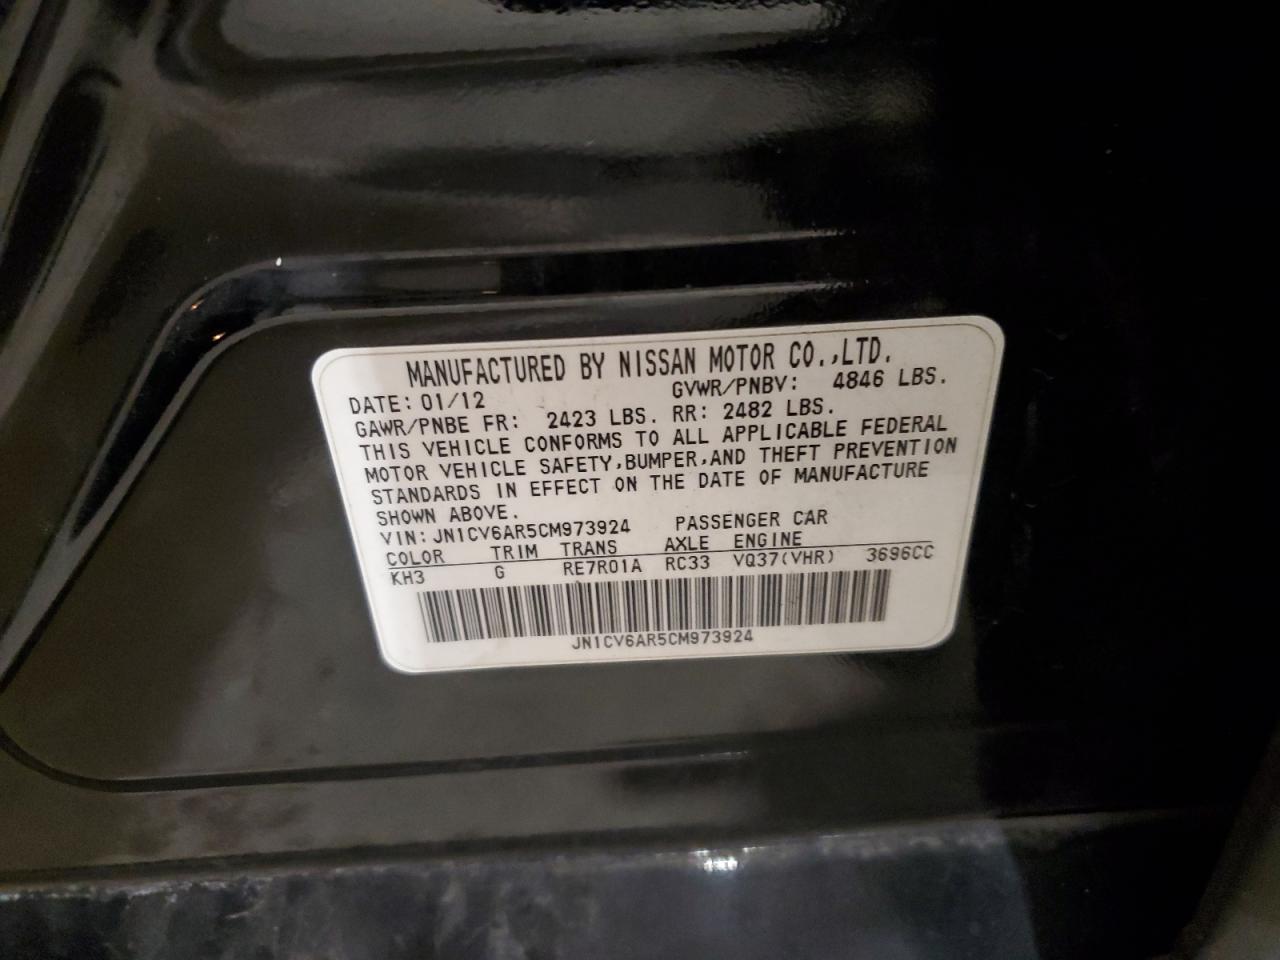 MANUFACTURED BY NISSAN MOTOR CO.,LTD.
DATE: 01/12 GVWR/PNBV: 4846 LBS.
GAWR/PNBE FR: 2423 LBS. RR: 2482 LBS.
THIS VEHICLE CONFORMS TO ALL APPLICABLE FEDERAL
MOTOR VEHICLE SAFETY,BUMPER,AND THEFT PREVENTION
STANDARDS IN EFFECT ON THE DATE OF MANUFACTURE
SHOWN ABOVE.
VIN: JN1CV6AR5CM973924 PASSENGER CAR
COLOR TRIM TRANS AXLE ENGINE
KH3 G RE7R01A RC33 VQ37(VHR) 3696CC
JN1CV6AR5CM973924